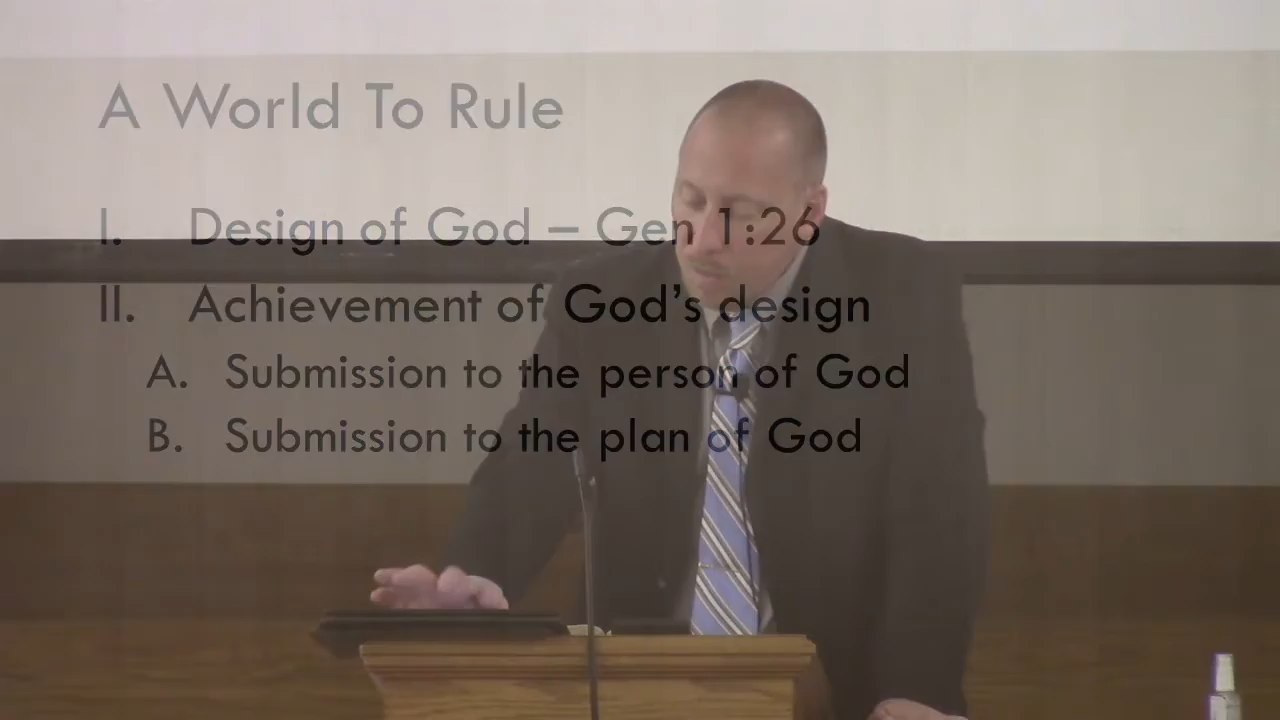 A World To Rule
I. Design of God – Gen 1:26
II. Achievement of God's design
A. Submission to the person of God
B. Submission to the plan of God